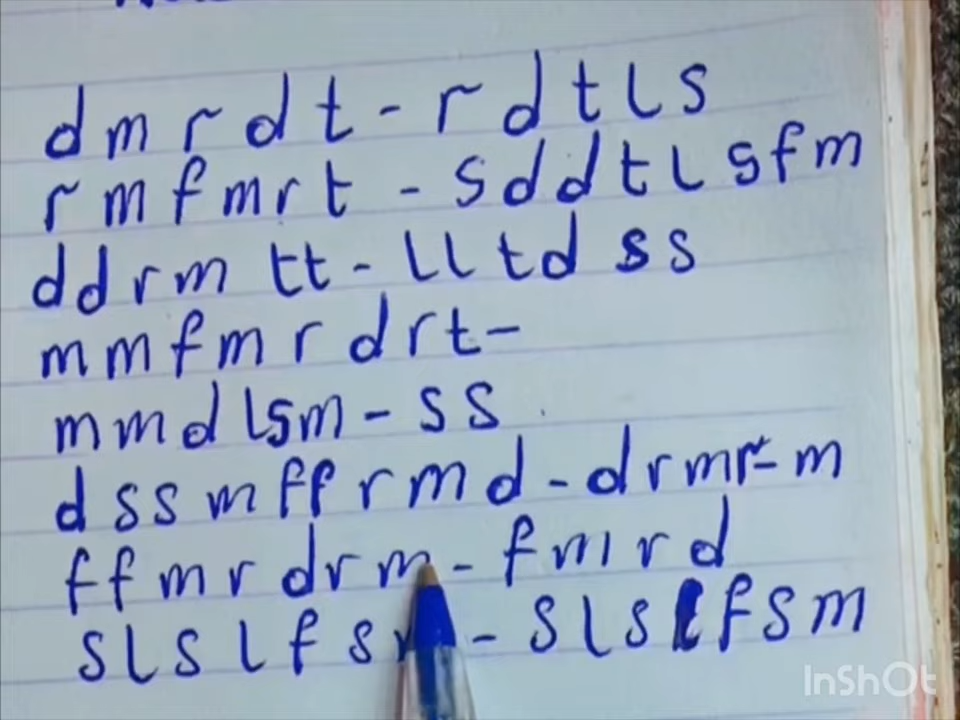 d m r d t - r d t l s
r m f m r t - s d d t l s f m
d d r m t t - l l t d s s
m m f m r d r t -
m m d l s m - s s
d s s m f f r m d - d r m r - m
f f m r d r m - f m r d
s l s l f s - s l s l f s m
InShOt